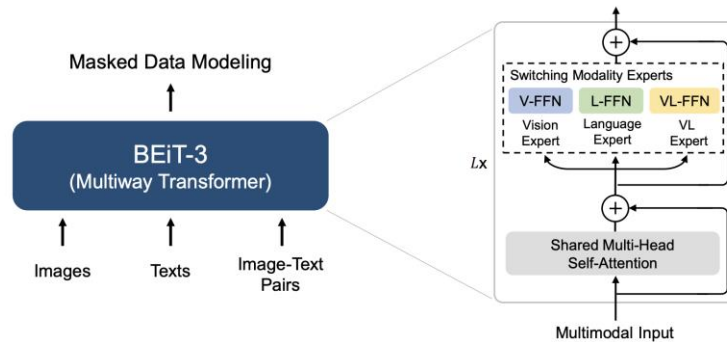 Masked Data Modeling
BEiT-3
(Multiway Transformer)
Images
Texts
Image-Text
Pairs
Switching Modality Experts
V-FFN
L-FFN
VL-FFN
Vision
Expert
Language
Expert
VL
Expert
Lx
Shared Multi-Head
Self-Attention
Multimodal Input